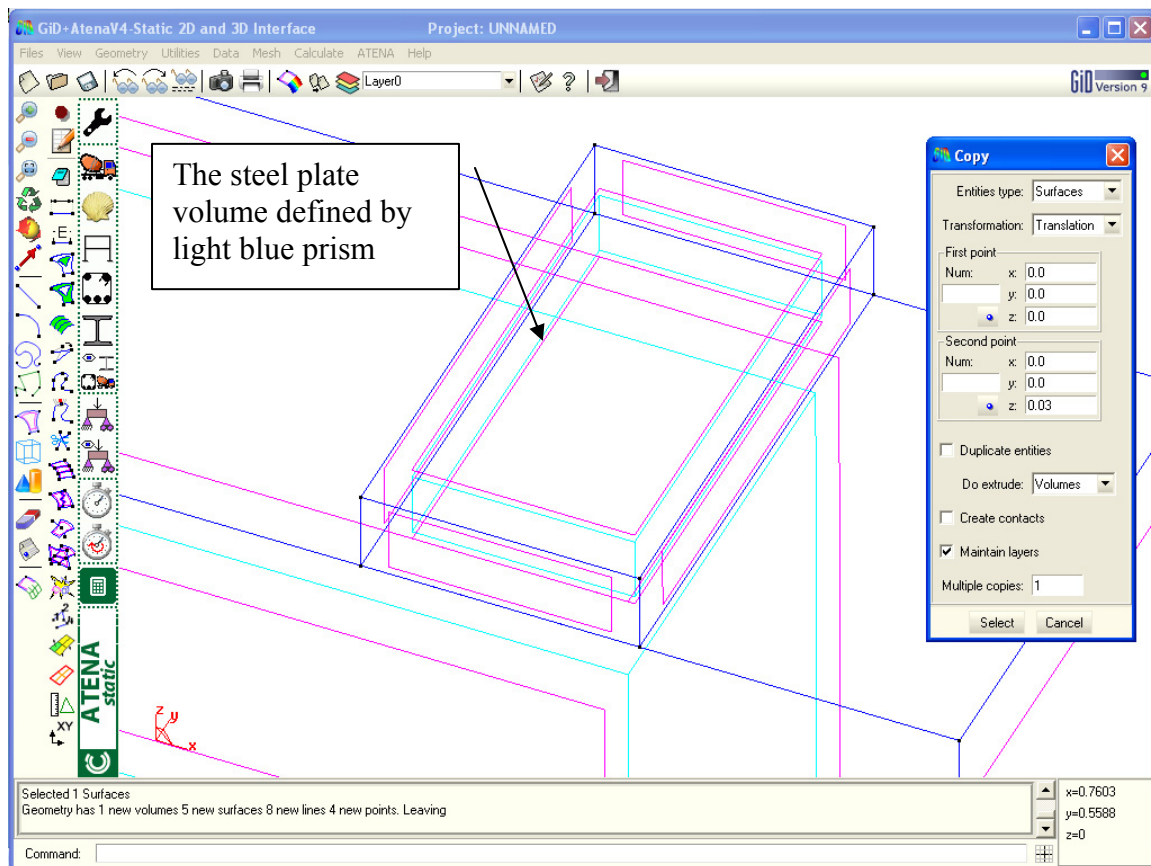 GiD+AtenaV4-Static 2D and 3D Interface Project: UNNAMED
Files View Geometry Utilities Data Mesh Calculate ATENA Help
Layer0
GiD Version 9
The steel plate
volume defined by
light blue prism
Copy
Entities type: Surfaces
Transformation: Translation
First point
Num: x: 0.0
y: 0.0
z: 0.0
Second point
Num: x: 0.0
y: 0.0
z: 0.03
Duplicate entities
Do extrude: Volumes
Create contacts
Maintain layers
Multiple copies: 1
Select Cancel
:E:
XY
ATENA
static
z
y
x
Selected 1 Surfaces
Geometry has 1 new volumes 5 new surfaces 8 new lines 4 new points. Leaving
Command:
x=0.7603
y=0.5588
z=0